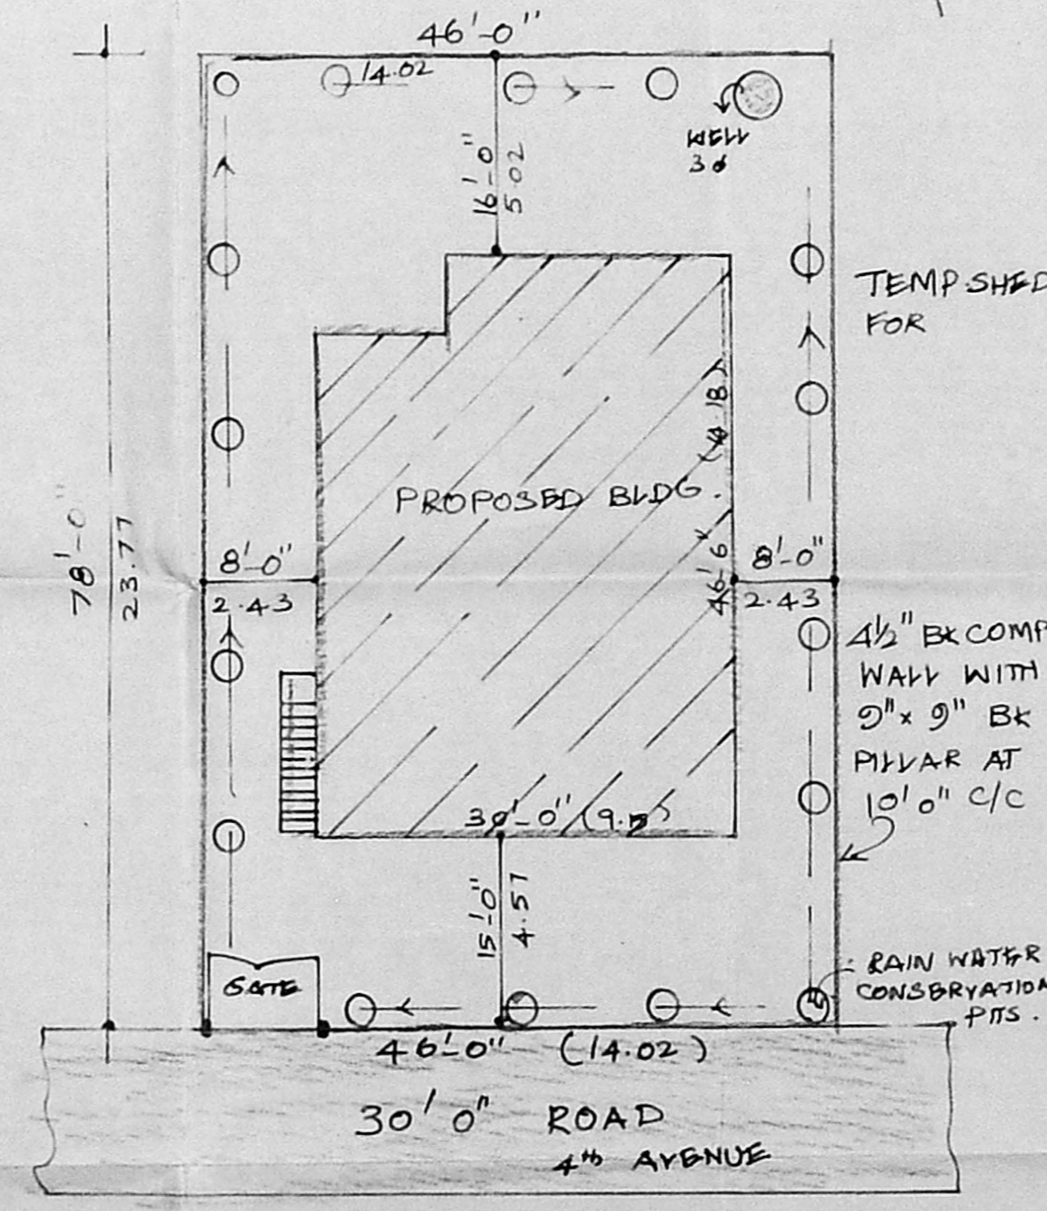 46'-0"
14.02
WELL
3ø
16'-0"
5.02
TEMP.SHED
FOR
(14.18)
PROPOSED BLDG.
46'-6"
78'-0"
23.77
8'-0"
2.43
8'-0"
2.43
4½" BK COMP
WALL WITH
9"x 9" BK
PILLAR AT
10'0" C/C
30'-0"
15'-0"
4.57
GATE
RAIN WATER
CONSERVATION
PITS.
46'-0" (14.02)
30'0" ROAD
4th AVENUE